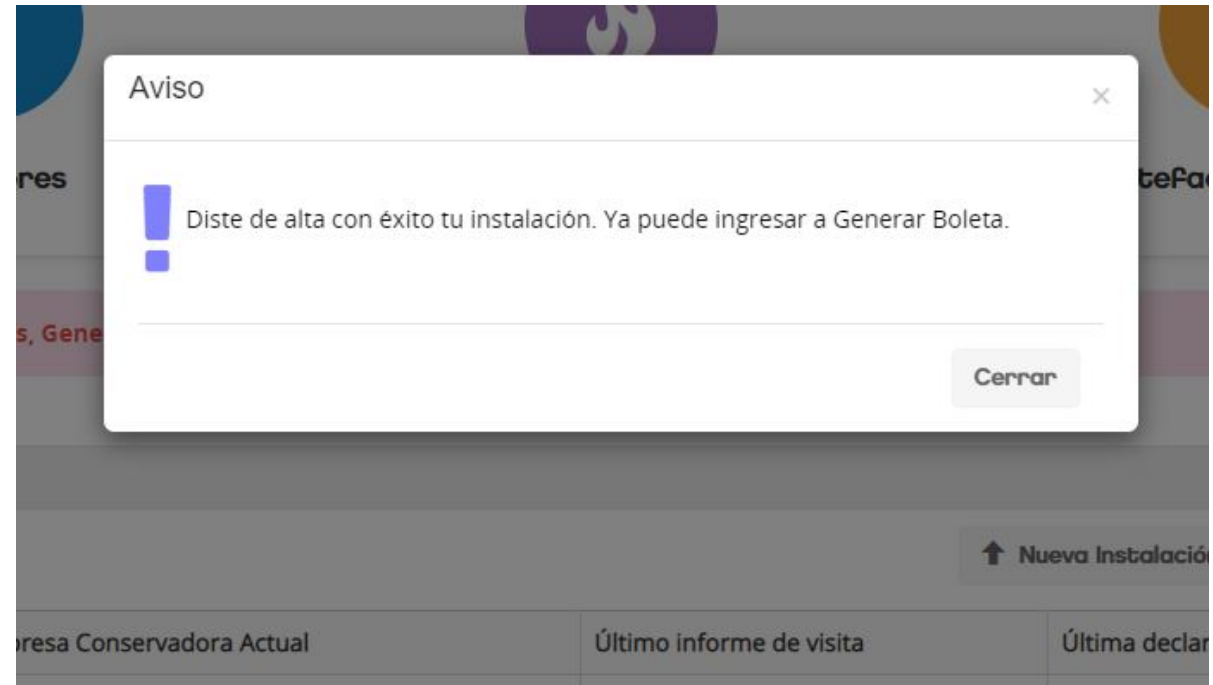 Aviso
×
res
tefa
Diste de alta con éxito tu instalación. Ya puede ingresar a Generar Boleta.
s, Gene
Cerrar
Nueva Instalació
presa Conservadora Actual
Último informe de visita
Última declar